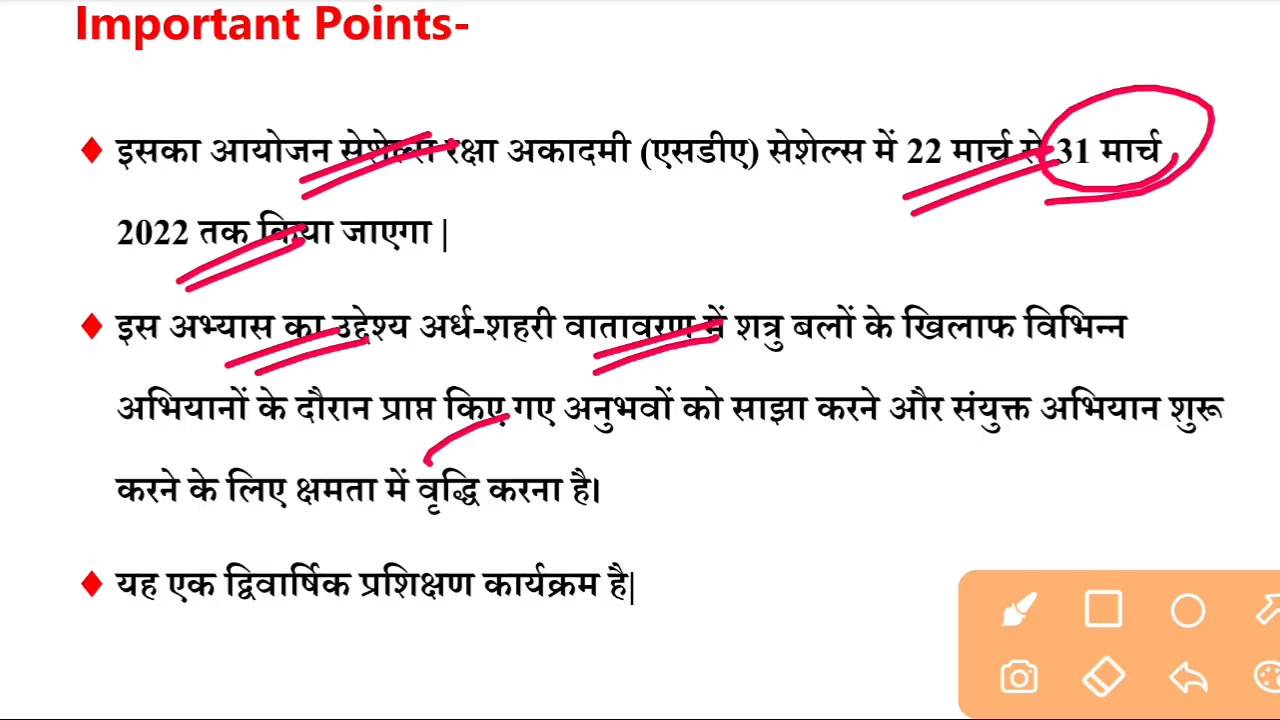 Important Points-
इसका आयोजन सेशेल्स रक्षा अकादमी (एसडीए) सेशेल्स में 22 मार्च से 31 मार्च
2022 तक किया जाएगा |
इस अभ्यास का उद्देश्य अर्ध-शहरी वातावरण में शत्रु बलों के खिलाफ विभिन्न
अभियानों के दौरान प्राप्त किए गए अनुभवों को साझा करने और संयुक्त अभियान शुरू
करने के लिए क्षमता में वृद्धि करना है।
यह एक द्विवार्षिक प्रशिक्षण कार्यक्रम है|